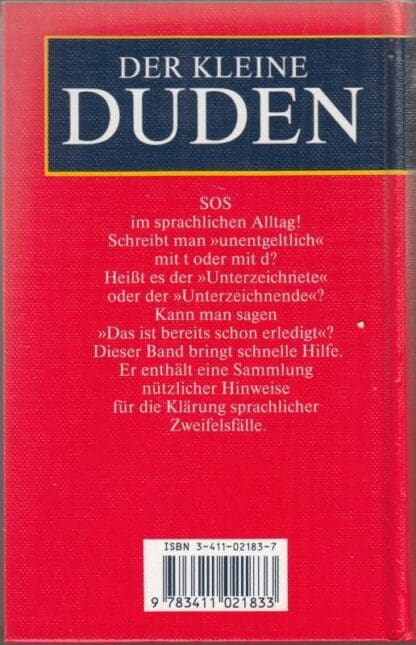 DER KLEINE
DUDEN
SOS
im sprachlichen Alltag!
Schreibt man »unentgeltlich«
mit t oder mit d?
Heißt es der »Unterzeichnete«
oder der »Unterzeichnende«?
Kann man sagen
»Das ist bereits schon erledigt«?
Dieser Band bringt schnelle Hilfe.
Er enthält eine Sammlung
nützlicher Hinweise
für die Klärung sprachlicher
Zweifelsfälle.
ISBN 3-411-02183-7
9 783411 021833